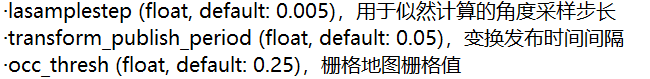 ·lasamplestep (float, default: 0.005)，用于似然计算的角度采样步长
·transform_publish_period (float, default: 0.05)，变换发布时间间隔
·occ_thresh (float, default: 0.25)，栅格地图栅格值